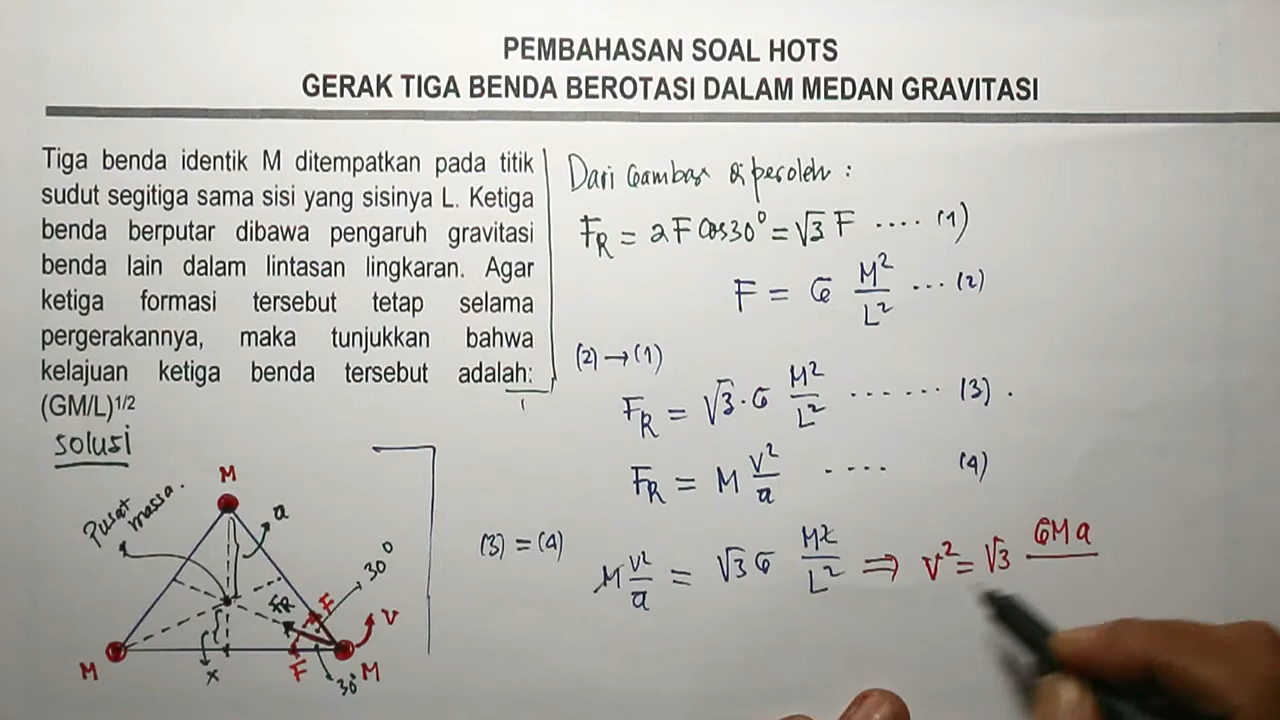 PEMBAHASAN SOAL HOTS
GERAK TIGA BENDA BEROTASI DALAM MEDAN GRAVITASI
Tiga benda identik M ditempatkan pada titik
sudut segitiga sama sisi yang sisinya L. Ketiga
benda berputar dibawa pengaruh gravitasi
benda lain dalam lintasan lingkaran. Agar
ketiga formasi tersebut tetap selama
pergerakannya, maka tunjukkan bahwa
kelajuan ketiga benda tersebut adalah:
(GM/L)^1/2
solusi
M
Pusat
massa.
a
30°
FR
F
V
M
x
F
30°
M
Dari Gambar diperoleh :
F_R = 2F Cos30° = √3 F .... (1)
F = G M²/L² ... (2)
(2) → (1)
F_R = √3 . G M²/L² ...... (3) .
F_R = M V²/a .... (4)
(3) = (4)
M V²/a = √3 G M²/L² ⇒ V² = √3 GMa